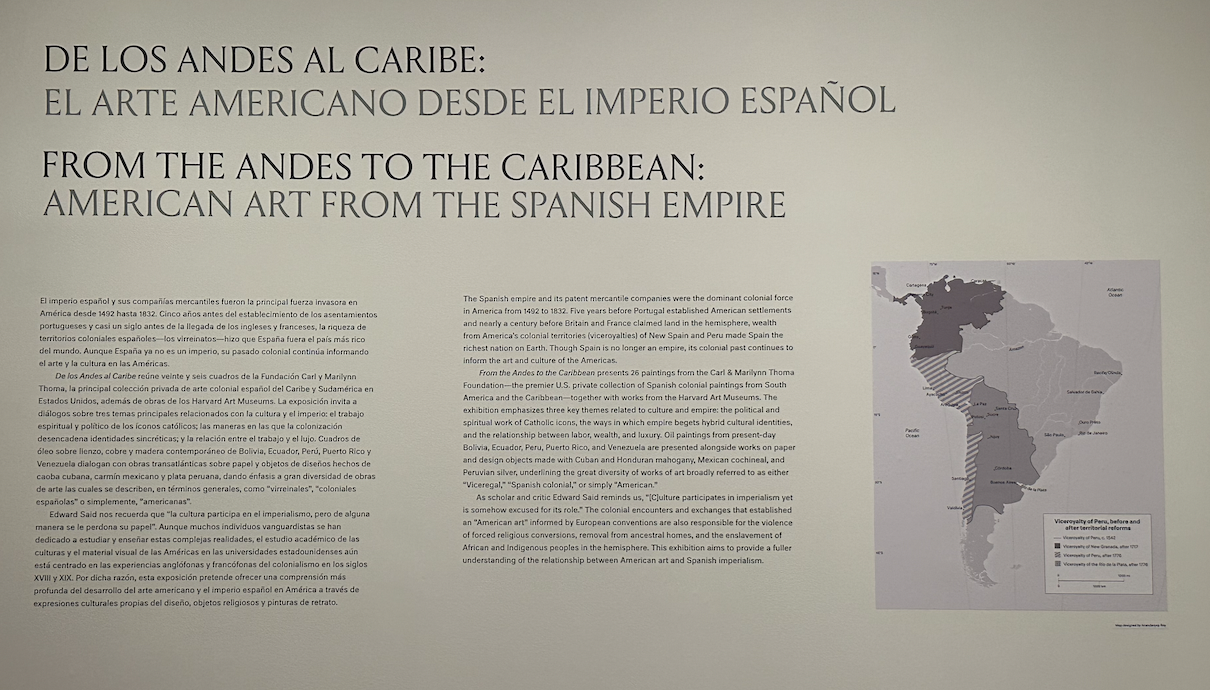 DE LOS ANDES AL CARIBE:
EL ARTE AMERICANO DESDE EL IMPERIO ESPAÑOL
FROM THE ANDES TO THE CARIBBEAN:
AMERICAN ART FROM THE SPANISH EMPIRE
El imperio español y sus compañías mercantiles fueron la principal fuerza invasora en
América desde 1492 hasta 1832. Cinco años antes del establecimiento de los asentamientos
portugueses y casi un siglo antes de la llegada de los ingleses y franceses, la riqueza de
territorios coloniales españoles—los virreinatos—hizo que España fuera el país más rico
del mundo. Aunque España ya no es un imperio, su pasado colonial continúa informando
el arte y la cultura en las Américas.
De los Andes al Caribe reúne veinte y seis cuadros de la Fundación Carl y Marilynn
Thoma, la principal colección privada de arte colonial español del Caribe y Sudamérica en
Estados Unidos, además de obras de los Harvard Art Museums. La exposición invita a
diálogos sobre tres temas principales relacionados con la cultura y el imperio: el trabajo
espiritual y político de los íconos católicos; las maneras en las que la colonización
desencadena identidades sincréticas; y la relación entre el trabajo y el lujo. Cuadros de
óleo sobre lienzo, cobre y madera contemporáneo de Bolivia, Ecuador, Perú, Puerto Rico y
Venezuela dialogan con obras transatlánticas sobre papel y objetos de diseños hechos de
caoba cubana, carmín mexicano y plata peruana, dando énfasis a gran diversidad de obras
de arte las cuales se describen, en términos generales, como "virreinales", "coloniales
españolas" o simplemente, "americanas".
Edward Said nos recuerda que "la cultura participa en el imperialismo, pero de alguna
manera se le perdona su papel". Aunque muchos individuos vanguardistas se han
dedicado a estudiar y enseñar estas complejas realidades, el estudio académico de las
culturas y el material visual de las Américas en las universidades estadounidenses aún
está centrado en las experiencias anglófonas y francófonas del colonialismo en los siglos
XVIII y XIX. Por dicha razón, esta exposición pretende ofrecer una comprensión más
profunda del desarrollo del arte americano y el imperio español en América a través de
expresiones culturales propias del diseño, objetos religiosos y pinturas de retrato.
The Spanish empire and its patent mercantile companies were the dominant colonial force
in America from 1492 to 1832. Five years before Portugal established American settlements
and nearly a century before Britain and France claimed land in the hemisphere, wealth
from America's colonial territories (viceroyalties) of New Spain and Peru made Spain the
richest nation on Earth. Though Spain is no longer an empire, its colonial past continues to
inform the art and culture of the Americas.
From the Andes to the Caribbean presents 26 paintings from the Carl & Marilynn Thoma
Foundation—the premier U.S. private collection of Spanish colonial paintings from South
America and the Caribbean—together with works from the Harvard Art Museums. The
exhibition emphasizes three key themes related to culture and empire: the political and
spiritual work of Catholic icons, the ways in which empire begets hybrid cultural identities,
and the relationship between labor, wealth, and luxury. Oil paintings from present-day
Bolivia, Ecuador, Peru, Puerto Rico, and Venezuela are presented alongside works on paper
and design objects made with Cuban and Honduran mahogany, Mexican cochineal, and
Peruvian silver, underlining the great diversity of works of art broadly referred to as either
"Viceregal," "Spanish colonial," or simply "American."
As scholar and critic Edward Said reminds us, "[C]ulture participates in imperialism yet
is somehow excused for its role." The colonial encounters and exchanges that established
an "American art" informed by European conventions are also responsible for the violence
of forced religious conversions, removal from ancestral homes, and the enslavement of
African and Indigenous peoples in the hemisphere. This exhibition aims to provide a fuller
understanding of the relationship between American art and Spanish imperialism.
Cartagena
Atlantic
Ocean
Salvador de Bahia
Ouro Preto
Rio de Janeiro
São Paulo
Pacific
Ocean
La Paz
Santa Cruz
Sucre
Potosí
Córdoba
Santiago
Buenos Aires
Rio de la Plata
Valdivia
Viceroyalty of Peru, before and
after territorial reforms
Viceroyalty of Peru, c. 1542
Viceroyalty of New Granada, after 1717
Viceroyalty of Peru, after 1776
Viceroyalty of the Río de la Plata, after 1776